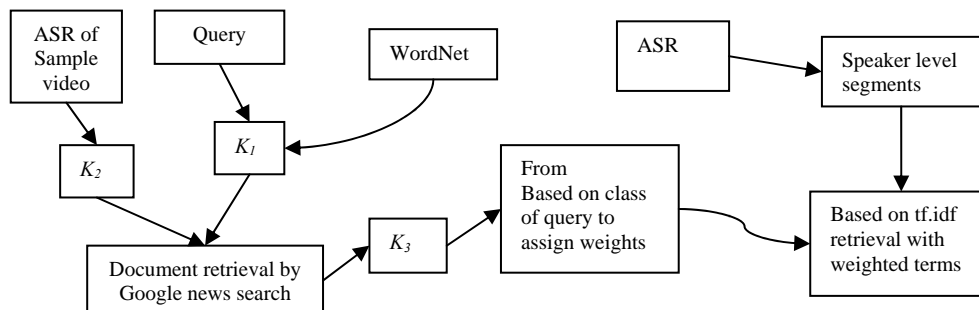 ASR of
Sample
video
Query
WordNet
ASR
Speaker level
segments
K2
K1
From
Based on class
of query to
assign weights
K3
Based on tf.idf
retrieval with
weighted terms
Document retrieval by
Google news search